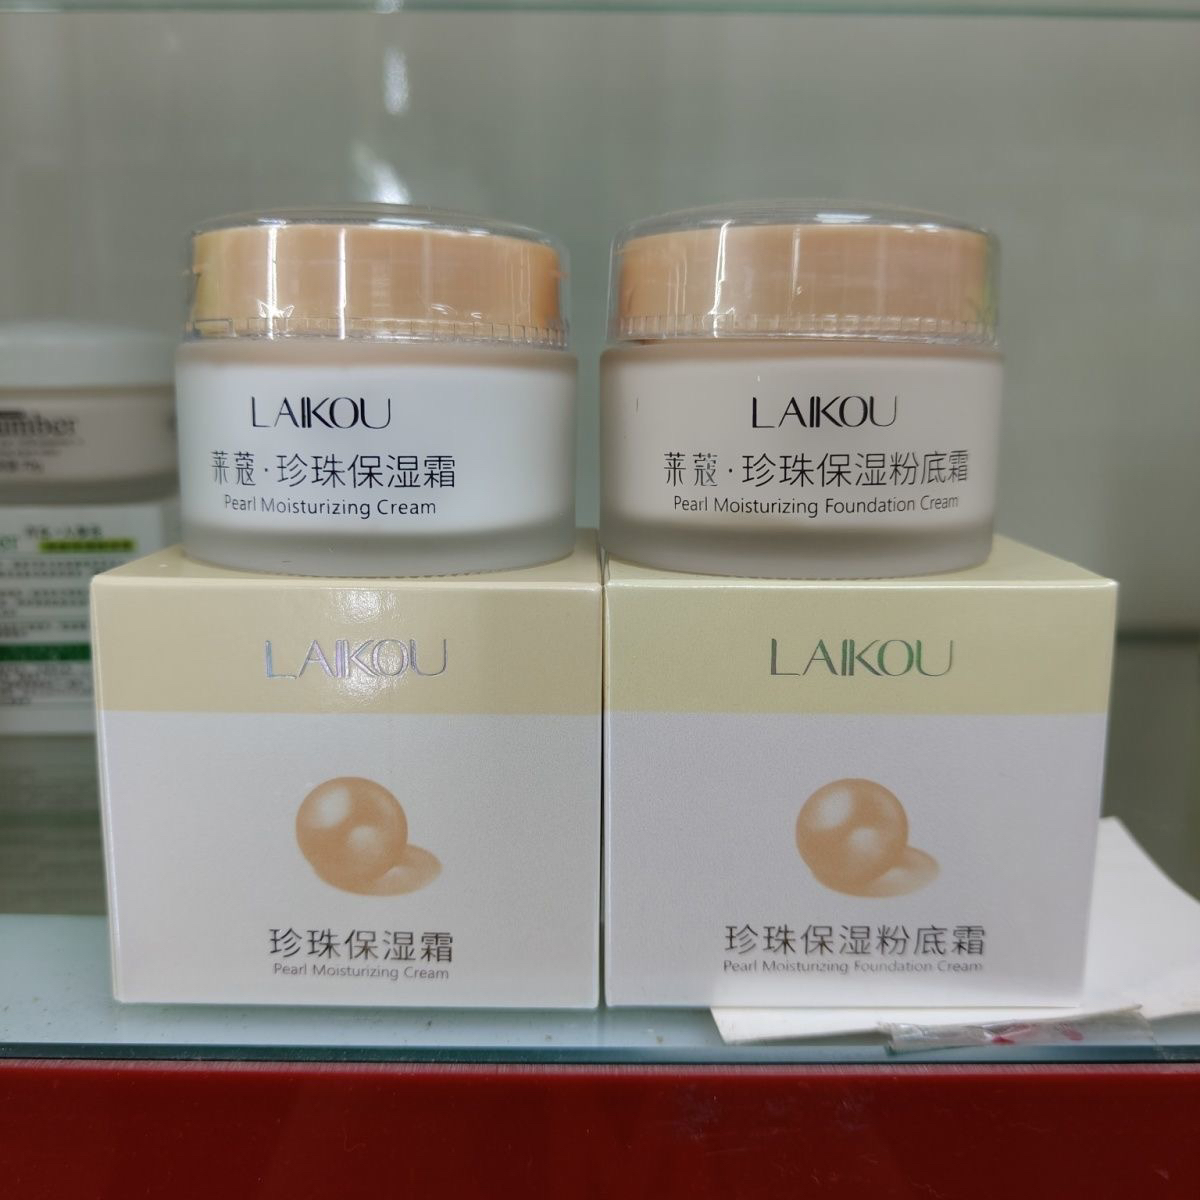 LAIKOU
莱蔻·珍珠保湿霜
Pearl Moisturizing Cream
LAIKOU
莱蔻·珍珠保湿粉底霜
Pearl Moisturizing Foundation Cream
LAIKOU
珍珠保湿霜
Pearl Moisturizing Cream
LAIKOU
珍珠保湿粉底霜
Pearl Moisturizing Foundation Cream